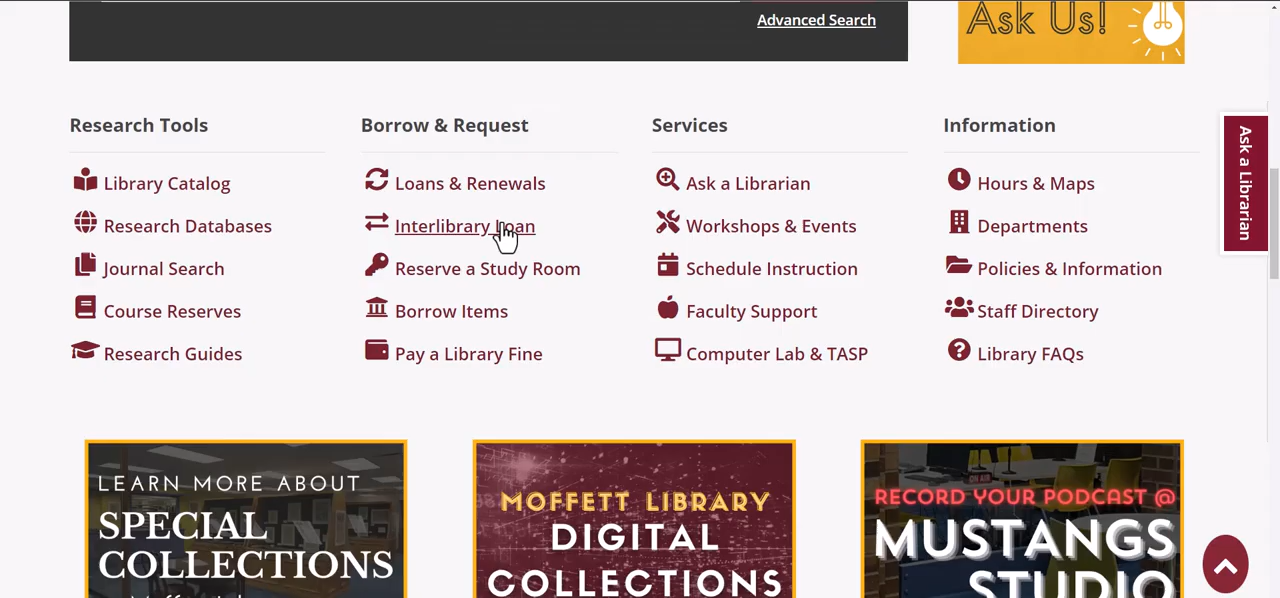 Advanced Search
Ask Us!
Research Tools
Library Catalog
Research Databases
Journal Search
Course Reserves
Research Guides
Borrow & Request
Loans & Renewals
Interlibrary Loan
Reserve a Study Room
Borrow Items
Pay a Library Fine
Services
Ask a Librarian
Workshops & Events
Schedule Instruction
Faculty Support
Computer Lab & TASP
Information
Hours & Maps
Departments
Policies & Information
Staff Directory
Library FAQs
Ask a Librarian
LEARN MORE ABOUT
SPECIAL
COLLECTIONS
MOFFETT LIBRARY
DIGITAL
COLLECTIONS
ON AIR
RECORD YOUR PODCAST @
MUSTANGS
STUDIO